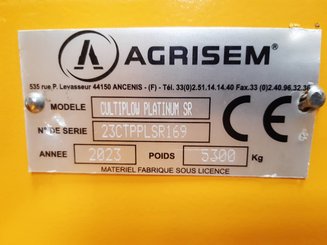 AGRISEM®
535 rue P. Levasseur 44150 ANCENIS - (F) - Tél. 33(0)2.51.14.14.40 Fax.33 (0)2.40.96.32.36
MODELE CULTIPLOW PLATINUM SR
N° DE SERIE 23CTPPLSR169
CE
ANNEE 2023 POIDS 5300 Kg
MATERIEL FABRIQUE SOUS LICENCE